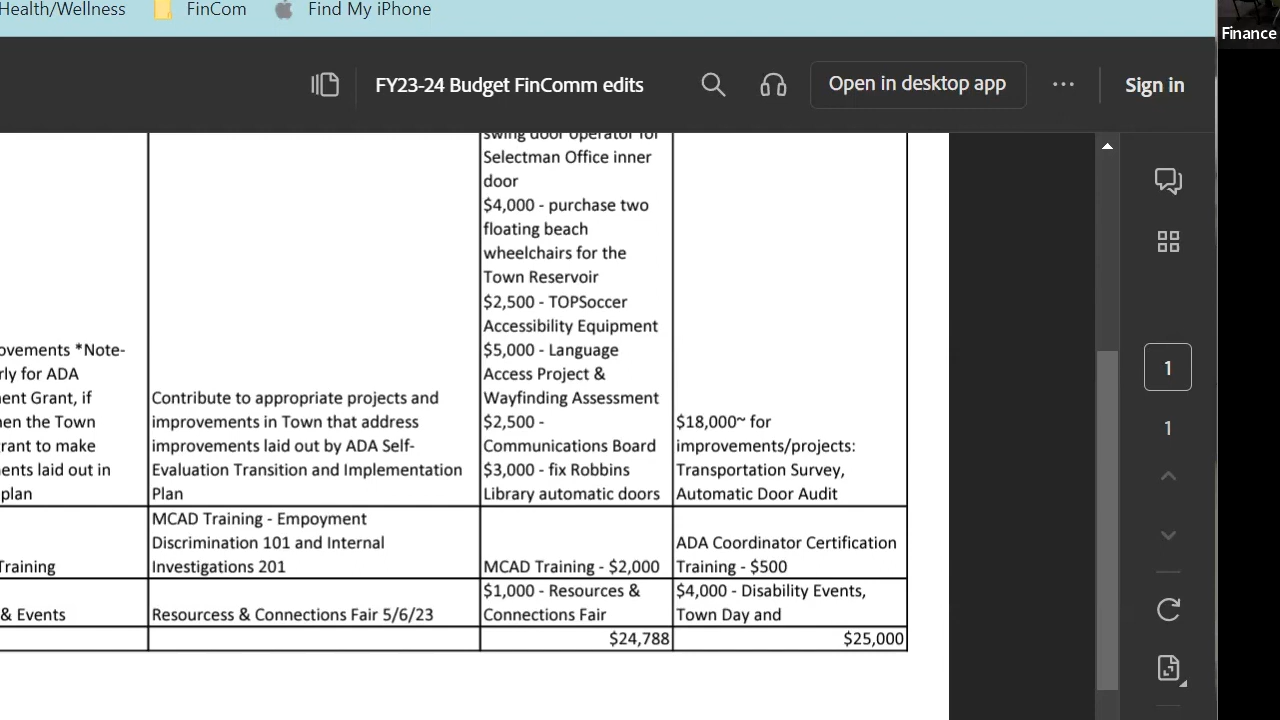 Health/Wellness
FinCom
Find My iPhone
Finance
FY23-24 Budget FinComm edits
Open in desktop app
Sign in
swing door operator for
Selectman Office inner
door
$4,000 - purchase two
floating beach
wheelchairs for the
Town Reservoir
$2,500 - TOPSoccer
Accessibility Equipment
$5,000 - Language
Access Project &
Wayfinding Assessment
$2,500 -
Communications Board
$3,000 - fix Robbins
Library automatic doors
ovements *Note-
rly for ADA
ent Grant, if
en the Town
rant to make
ents laid out in
plan
Contribute to appropriate projects and
improvements in Town that address
improvements laid out by ADA Self-
Evaluation Transition and Implementation
Plan
$18,000~ for
improvements/projects:
Transportation Survey,
Automatic Door Audit
Training
MCAD Training - Empoyment
Discrimination 101 and Internal
Investigations 201
MCAD Training - $2,000
ADA Coordinator Certification
Training - $500
& Events
Resourcess & Connections Fair 5/6/23
$1,000 - Resources &
Connections Fair
$4,000 - Disability Events,
Town Day and
$24,788
$25,000
1
1